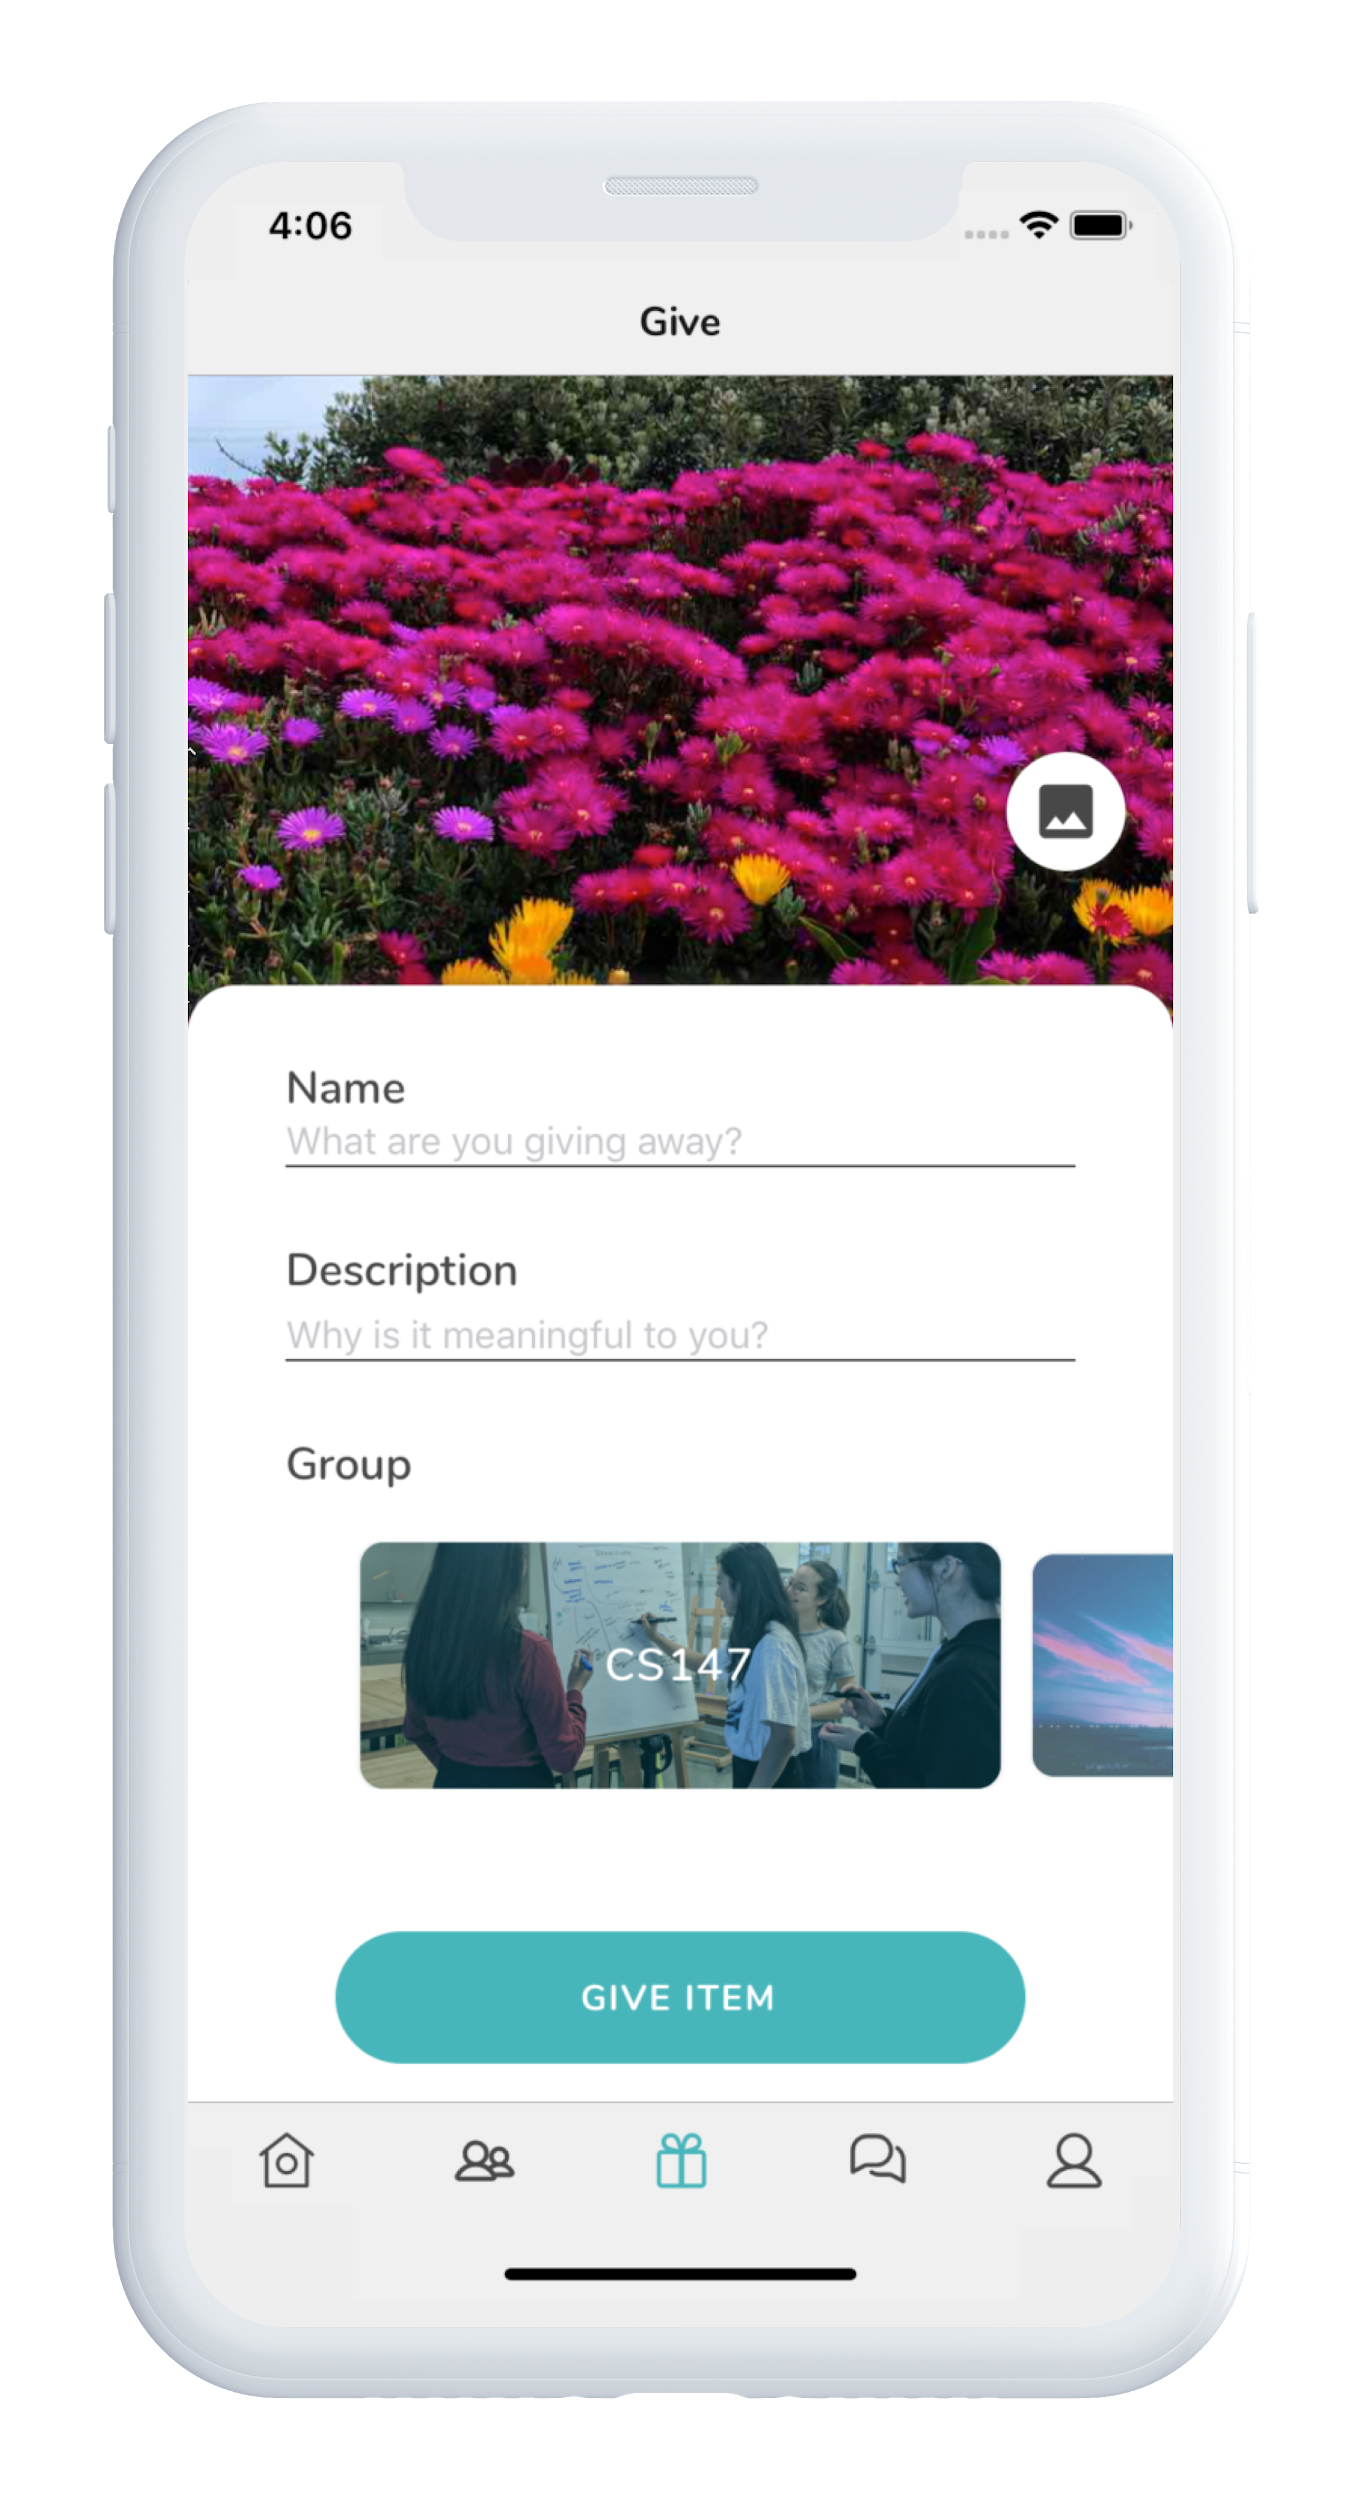 4:06
Give
Name
What are you giving away?
Description
Why is it meaningful to you?
Group
CS147
GIVE ITEM